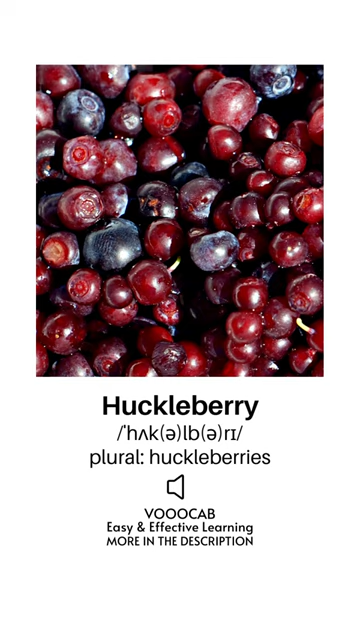 Huckleberry
/ˈhʌk(ə)lb(ə)rɪ/
plural: huckleberries
VOOOCAB
Easy & Effective Learning
MORE IN THE DESCRIPTION